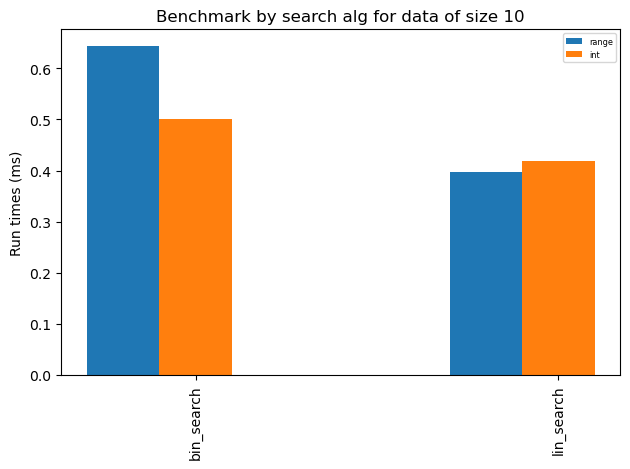 Benchmark by search alg for data of size 10
range
int
Run times (ms)
0.6
0.5
0.4
0.3
0.2
0.1
0.0
bin_search
lin_search